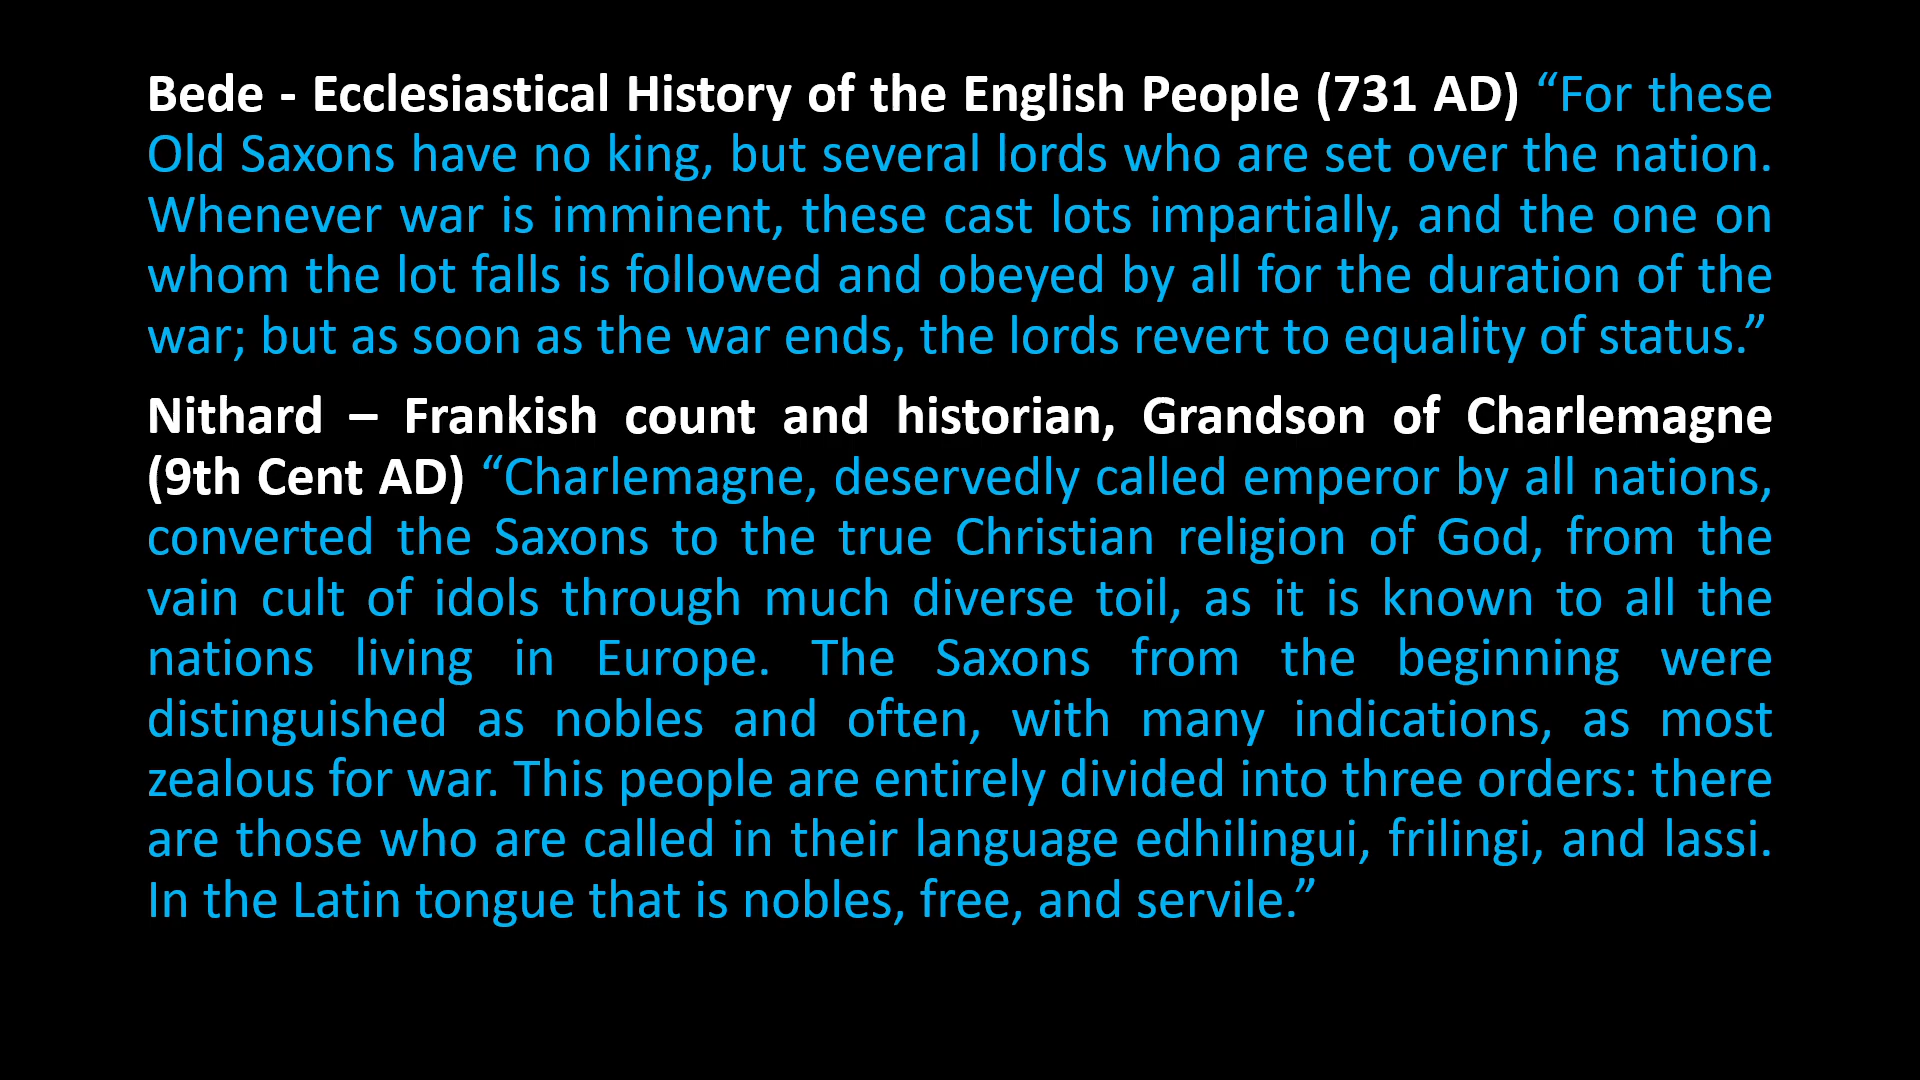 Bede - Ecclesiastical History of the English People (731 AD) “For these
Old Saxons have no king, but several lords who are set over the nation.
Whenever war is imminent, these cast lots impartially, and the one on
whom the lot falls is followed and obeyed by all for the duration of the
war; but as soon as the war ends, the lords revert to equality of status.”
Nithard – Frankish count and historian, Grandson of Charlemagne
(9th Cent AD) “Charlemagne, deservedly called emperor by all nations,
converted the Saxons to the true Christian religion of God, from the
vain cult of idols through much diverse toil, as it is known to all the
nations living in Europe. The Saxons from the beginning were
distinguished as nobles and often, with many indications, as most
zealous for war. This people are entirely divided into three orders: there
are those who are called in their language edhilingui, frilingi, and lassi.
In the Latin tongue that is nobles, free, and servile.”